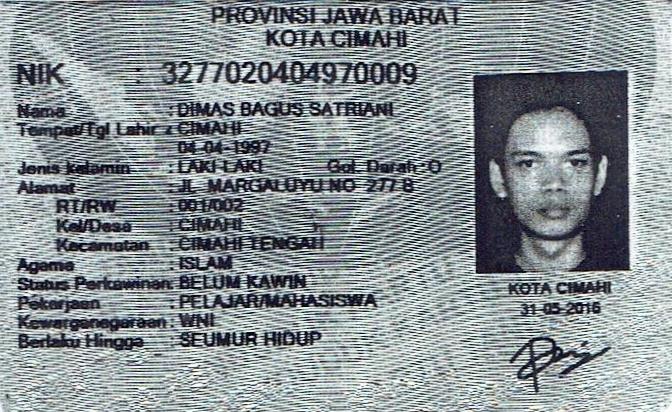 PROVINSI JAWA BARAT
KOTA CIMAHI
NIK : 3277020404970009
Nama : DIMAS BAGUS SATRIANI
Tempat/Tgl Lahir : CIMAHI
04-04-1997
Jenis kelamin : LAKI-LAKI Gol. Darah : O
Alamat : JL. MARGALUYU NO 277 B
RT/RW : 001/002
Kel/Desa : CIMAHI
Kecamatan : CIMAHI TENGAH
Agama : ISLAM
Status Perkawinan: BELUM KAWIN
Pekerjaan : PELAJAR/MAHASISWA
Kewarganegaraan : WNI
Berlaku Hingga : SEUMUR HIDUP
KOTA CIMAHI
31-05-2016